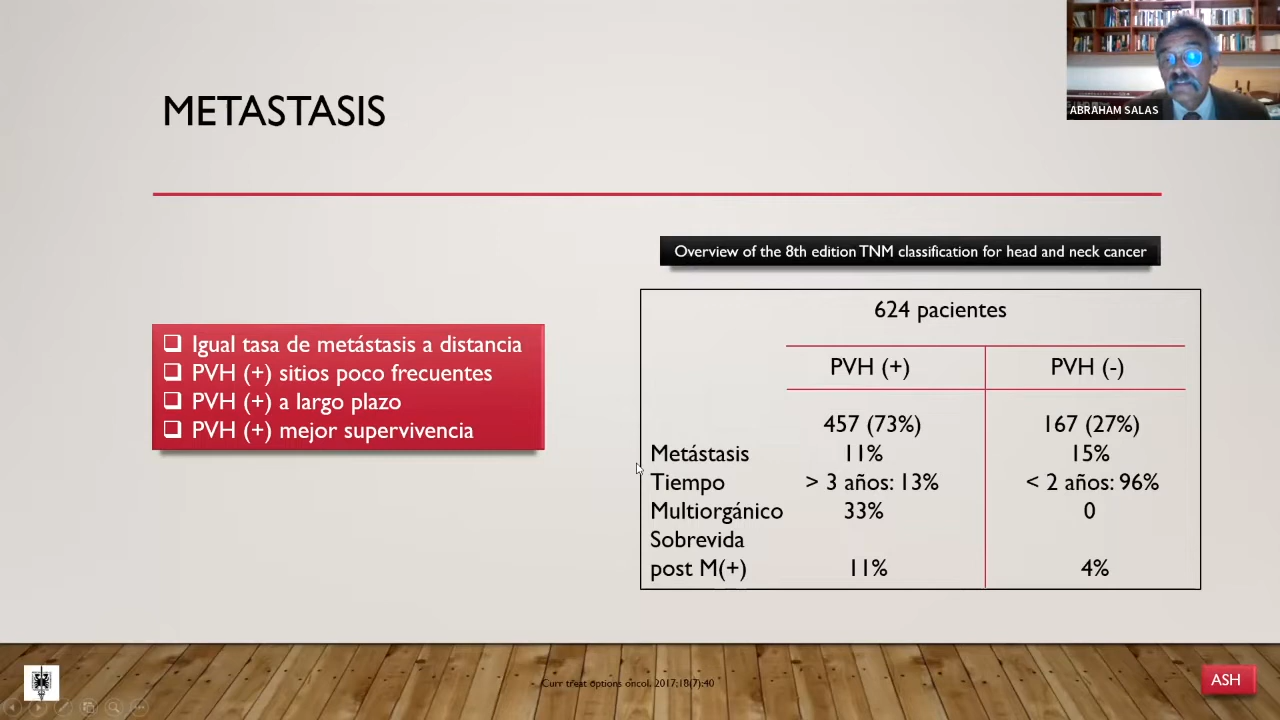 ABRAHAM SALAS
METASTASIS
Overview of the 8th edition TNM classification for head and neck cancer
❑ Igual tasa de metástasis a distancia
❑ PVH (+) sitios poco frecuentes
❑ PVH (+) a largo plazo
❑ PVH (+) mejor supervivencia
624 pacientes
PVH (+) PVH (-)
457 (73%) 167 (27%)
Metástasis 11% 15%
Tiempo > 3 años: 13% < 2 años: 96%
Multiorgánico 33% 0
Sobrevida
post M(+) 11% 4%
Curr treat options oncol. 2017;18(7):40
ASH